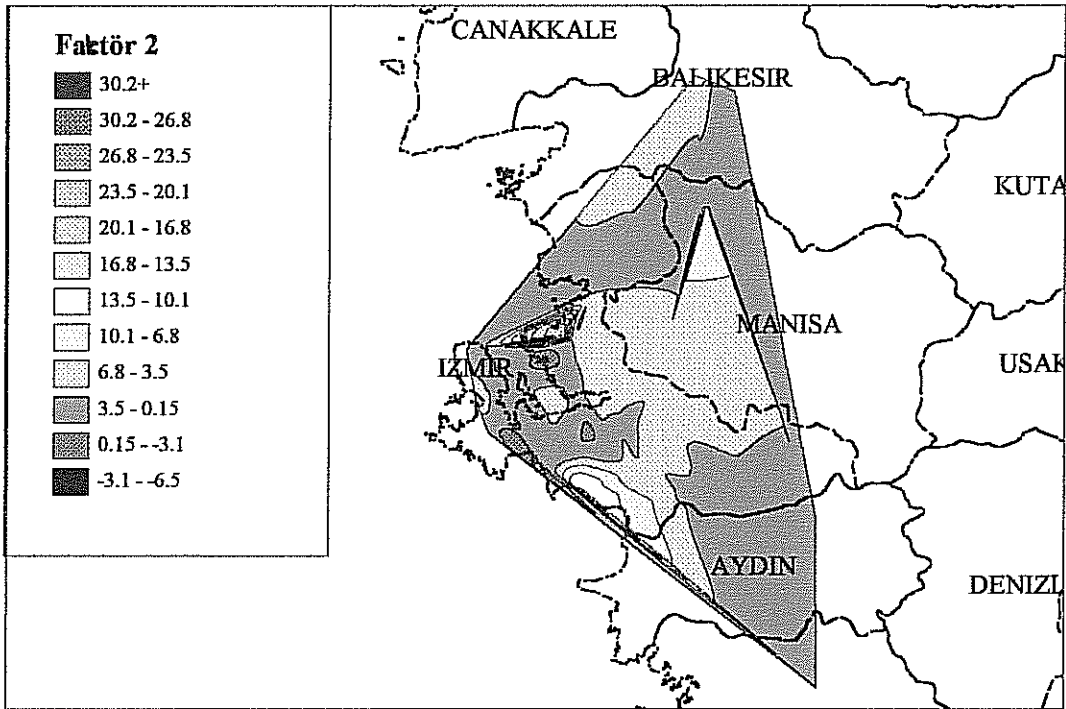 Faktör 2
30.2+
30.2 - 26.8
26.8 - 23.5
23.5 - 20.1
20.1 - 16.8
16.8 - 13.5
13.5 - 10.1
10.1 - 6.8
6.8 - 3.5
3.5 - 0.15
0.15 - -3.1
-3.1 - -6.5
CANAKKALE
BALIKESIR
KUTA
MANISA
IZMIR
USAK
AYDIN
DENIZL